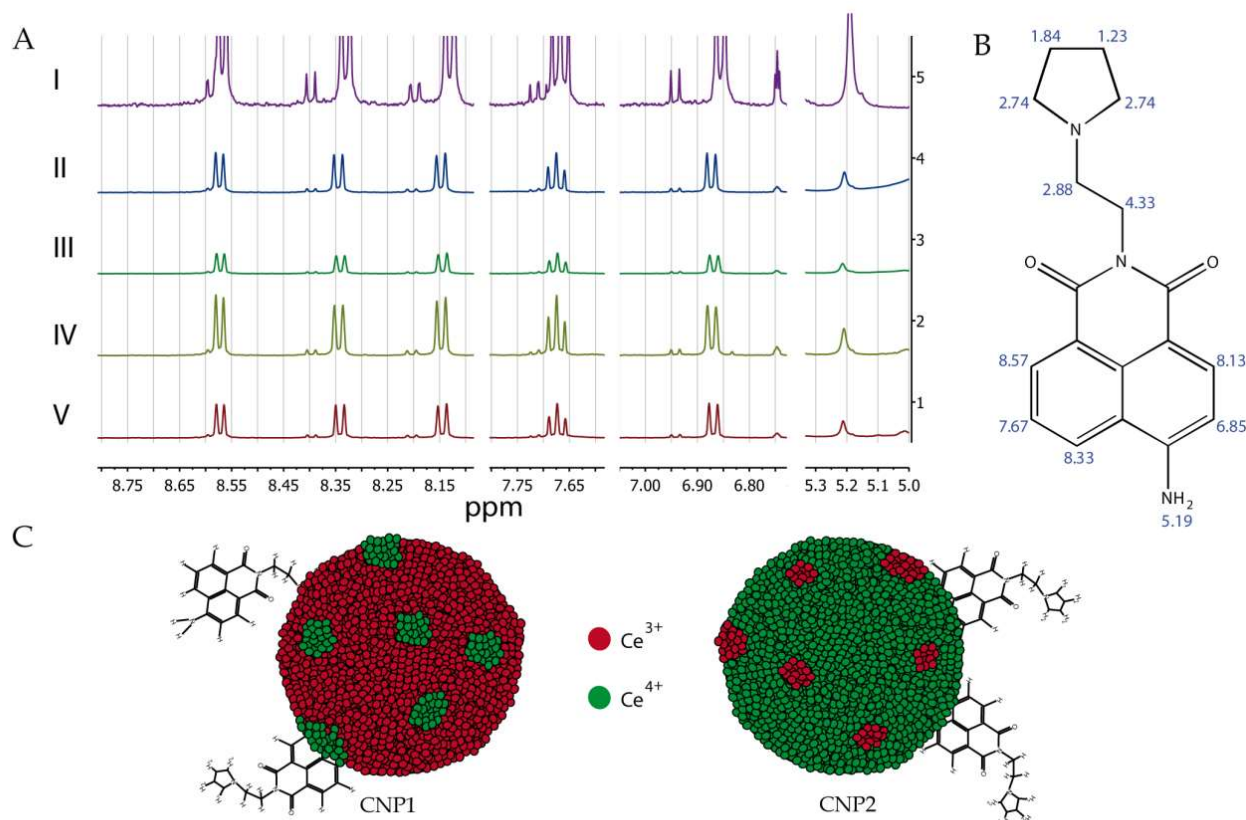 A
B
I
II
III
IV
V
5
4
3
2
1
8.75 8.65 8.55 8.45 8.35 8.25 8.15 7.75 7.65 7.00 6.90 6.80 5.3 5.2 5.1 5.0
ppm
1.84 1.23
2.74 2.74
N
2.88 4.33
O N O
8.57 8.13
7.67 6.85
8.33
NH2
5.19
C
Ce3+
Ce4+
CNP1
CNP2